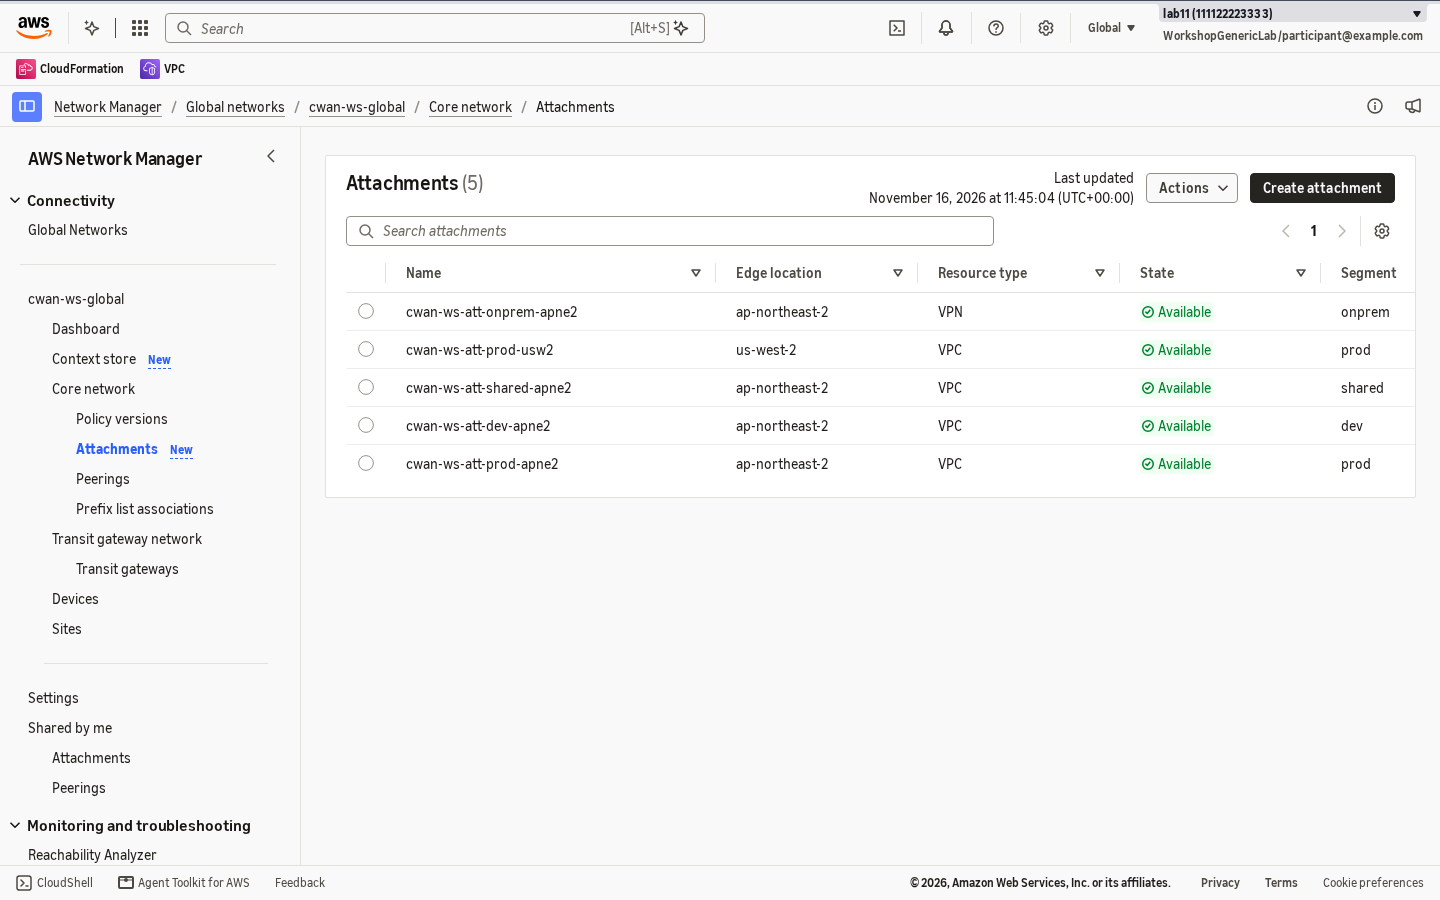 aws
Search [Alt+S]
Global
lab11 (111122223333)
WorkshopGenericLab/participant@example.com
CloudFormation VPC
Network Manager / Global networks / cwan-ws-global / Core network / Attachments
AWS Network Manager
Connectivity
Global Networks
cwan-ws-global
Dashboard
Context store New
Core network
Policy versions
Attachments New
Peerings
Prefix list associations
Transit gateway network
Transit gateways
Devices
Sites
Settings
Shared by me
Attachments
Peerings
Monitoring and troubleshooting
Reachability Analyzer
Attachments (5)
Last updated
November 16, 2026 at 11:45:04 (UTC+00:00)
Actions
Create attachment
Search attachments
1
Name Edge location Resource type State Segment
cwan-ws-att-onprem-apne2 ap-northeast-2 VPN Available onprem
cwan-ws-att-prod-usw2 us-west-2 VPC Available prod
cwan-ws-att-shared-apne2 ap-northeast-2 VPC Available shared
cwan-ws-att-dev-apne2 ap-northeast-2 VPC Available dev
cwan-ws-att-prod-apne2 ap-northeast-2 VPC Available prod
CloudShell Agent Toolkit for AWS Feedback © 2026, Amazon Web Services, Inc. or its affiliates. Privacy Terms Cookie preferences